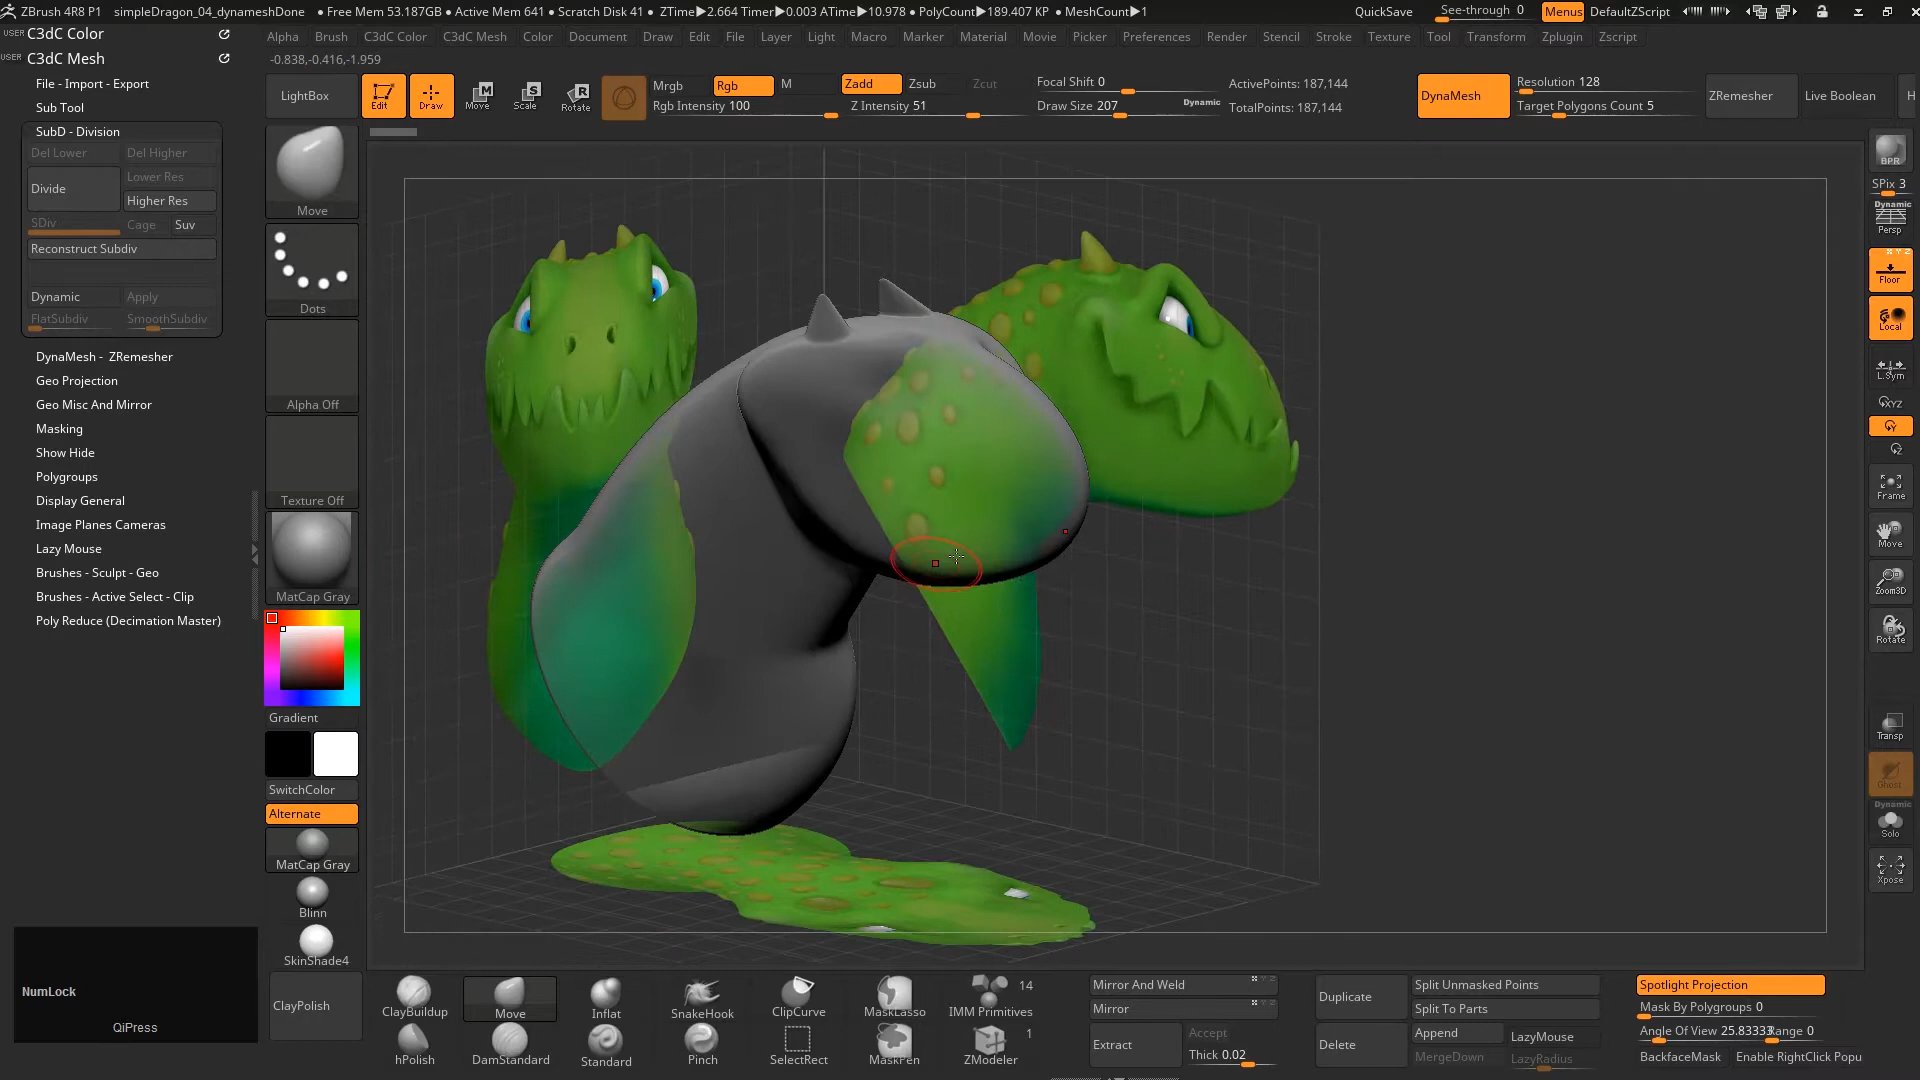 ZBrush 4R8 P1 simpleDragon_04_dynameshDone ● Free Mem 53.187GB ● Active Mem 641 ● Scratch Disk 41 ● ZTime▶2.664 Timer▶0.003 ATime▶10.978 ● PolyCount▶189.407 KP ● MeshCount▶1 QuickSave See-through 0 Menus DefaultZScript
USER C3dC Color
USER C3dC Mesh
File - Import - Export
Sub Tool
SubD - Division
Del Lower Del Higher
Divide Lower Res
Higher Res
SDiv Cage Suv
Reconstruct Subdiv
Dynamic Apply
FlatSubdiv SmoothSubdiv
DynaMesh - ZRemesher
Geo Projection
Geo Misc And Mirror
Masking
Show Hide
Polygroups
Display General
Image Planes Cameras
Lazy Mouse
Brushes - Sculpt - Geo
Brushes - Active Select - Clip
Poly Reduce (Decimation Master)
NumLock
QiPress
Alpha Brush C3dC Color C3dC Mesh Color Document Draw Edit File Layer Light Macro Marker Material Movie Picker Preferences Render Stencil Stroke Texture Tool Transform Zplugin Zscript
-0.838,-0.416,-1.959
LightBox Edit Draw Move Scale Rotate
Mrgb Rgb M Zadd Zsub Zcut
Rgb Intensity 100 Z Intensity 51
Focal Shift 0
Draw Size 207 Dynamic
ActivePoints: 187,144
TotalPoints: 187,144
DynaMesh Resolution 128
Target Polygons Count 5
ZRemesher Live Boolean H
Move
Dots
Alpha Off
Texture Off
MatCap Gray
Gradient
SwitchColor
Alternate
MatCap Gray
Blinn
SkinShade4
ClayPolish
BPR
SPix 3
Dynamic
Persp
Floor
Local
L.Sym
XYZ
Y
Z
Frame
Move
Zoom3D
Rotate
Transp
Ghost
Dynamic
Solo
Xpose
ClayBuildup Move Inflat SnakeHook ClipCurve MaskLasso IMM Primitives 14
hPolish DamStandard Standard Pinch SelectRect MaskPen ZModeler 1
Mirror And Weld
Mirror
Extract Accept
Thick 0.02
Duplicate Split Unmasked Points
Split To Parts
Delete Append LazyMouse
MergeDown LazyRadius
Spotlight Projection
Mask By Polygroups 0
Angle Of View 25.83333 Range 0
BackfaceMask Enable RightClick Popu